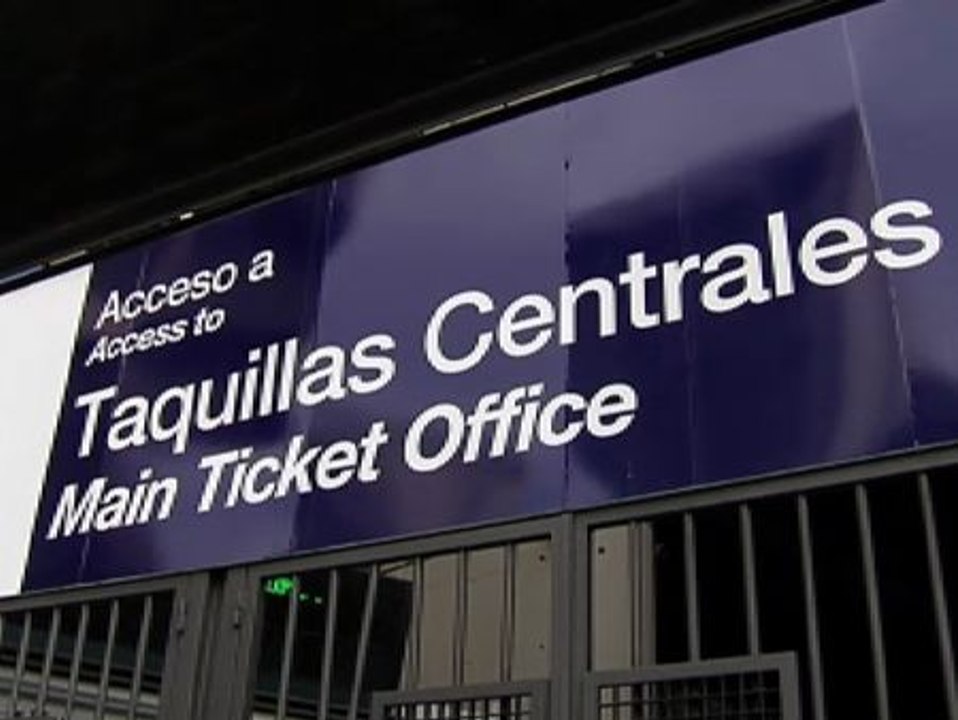 Acceso a
Access to
Taquillas Centrales
Main Ticket Office